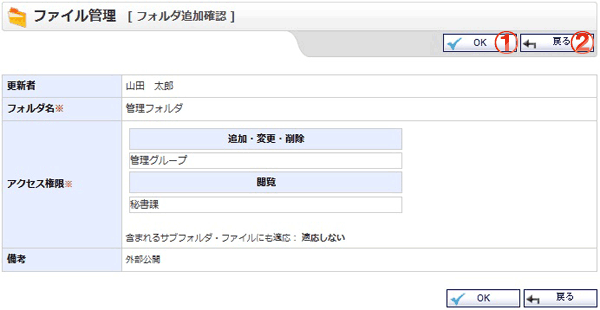 ファイル管理 [ フォルダ追加確認 ]
OK ① 戻る ②
更新者 山田 太郎
フォルダ名※ 管理フォルダ
追加・変更・削除
管理グループ
アクセス権限※ 閲覧
秘書課
含まれるサブフォルダ・ファイルにも適応： 適応しない
備考 外部公開
OK 戻る